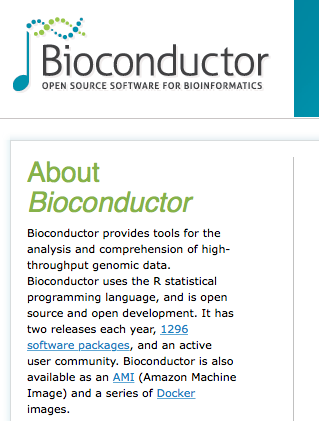 Bioconductor
OPEN SOURCE SOFTWARE FOR BIOINFORMATICS
About
Bioconductor
Bioconductor provides tools for the
analysis and comprehension of high-
throughput genomic data.
Bioconductor uses the R statistical
programming language, and is open
source and open development. It has
two releases each year, 1296
software packages, and an active
user community. Bioconductor is also
available as an AMI (Amazon Machine
Image) and a series of Docker
images.